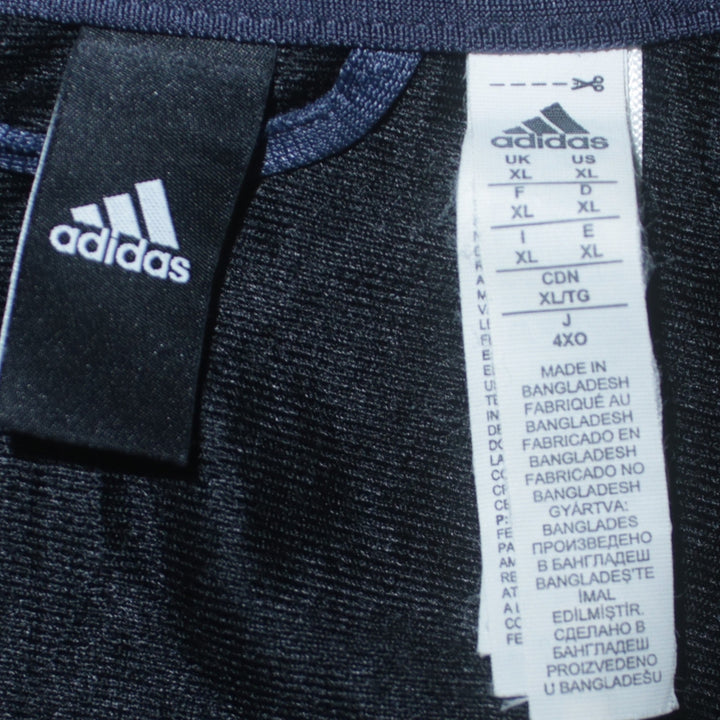 adidas
adidas
UK US
XL XL
F D
XL XL
I E
XL XL
CDN
XL/TG
J
4XO
MADE IN
BANGLADESH
FABRIQUÉ AU
BANGLADESH
FABRICADO EN
BANGLADESH
FABRICADO NO
BANGLADESH
GYÁRTVA:
BANGLADES
ПРОИЗВЕДЕНО
В БАНГЛАДЕШ
BANGLADEŞ'TE
İMAL
EDİLMİŞTİR.
СДЕЛАНО В
БАНГЛАДЕШ
PROIZVEDENO
U BANGLADEŠU